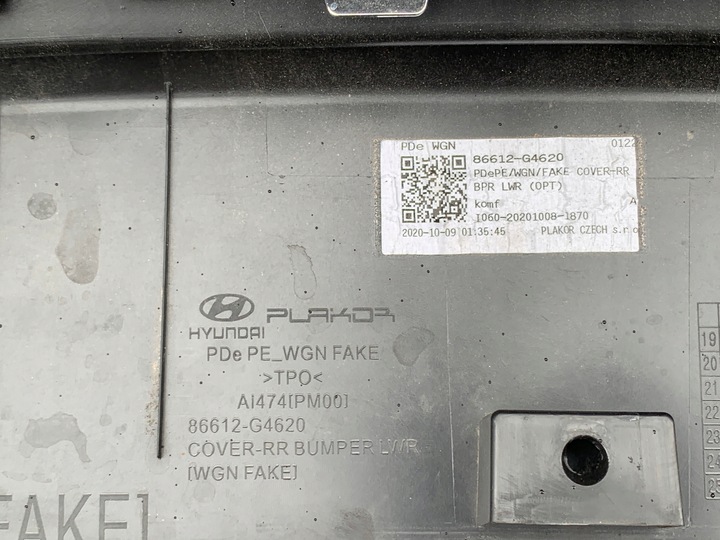 PDe WGN 0122
86612-G4620
PDePE/WGN/FAKE COVER-RR
BPR LWR (OPT)
komf A
1060-20201008-1870
2020-10-09 01:35:45 PLAKOR CZECH s.r.o
HYUNDAI PLAKOR
PDe PE_WGN FAKE
>TPO<
AI474[PM00]
86612-G4620
COVER-RR BUMPER LWR
[WGN FAKE]
FAKE]
19
20
21
22
23
24
25